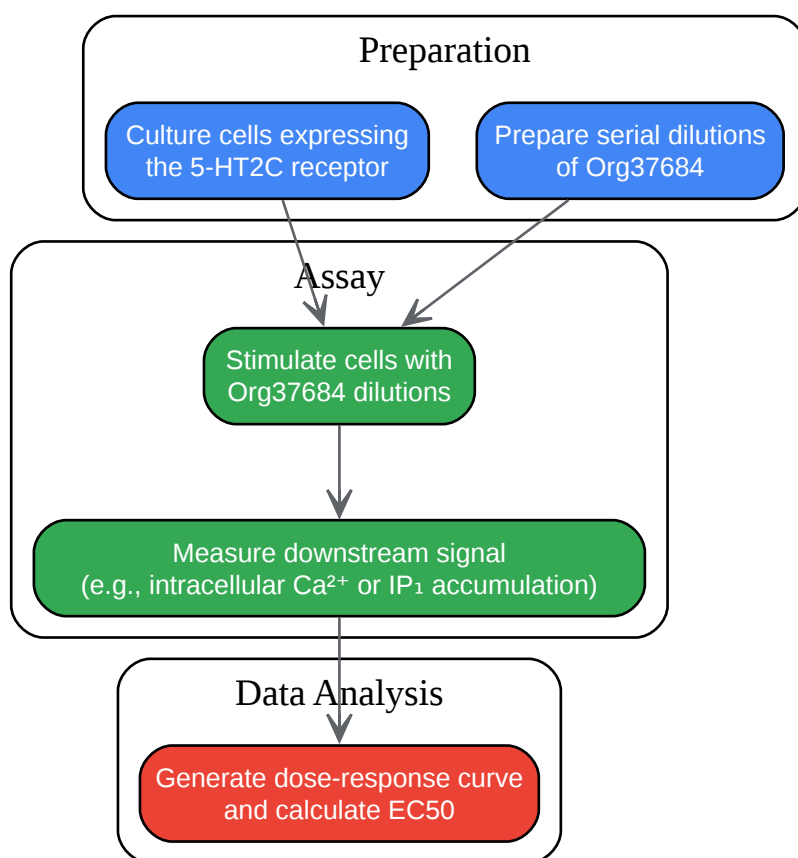 Preparation
Culture cells expressing
the 5-HT2C receptor
Prepare serial dilutions
of Org37684
Assay
Stimulate cells with
Org37684 dilutions
Measure downstream signal
(e.g., intracellular Ca²⁺ or IP₁ accumulation)
Data Analysis
Generate dose-response curve
and calculate EC50